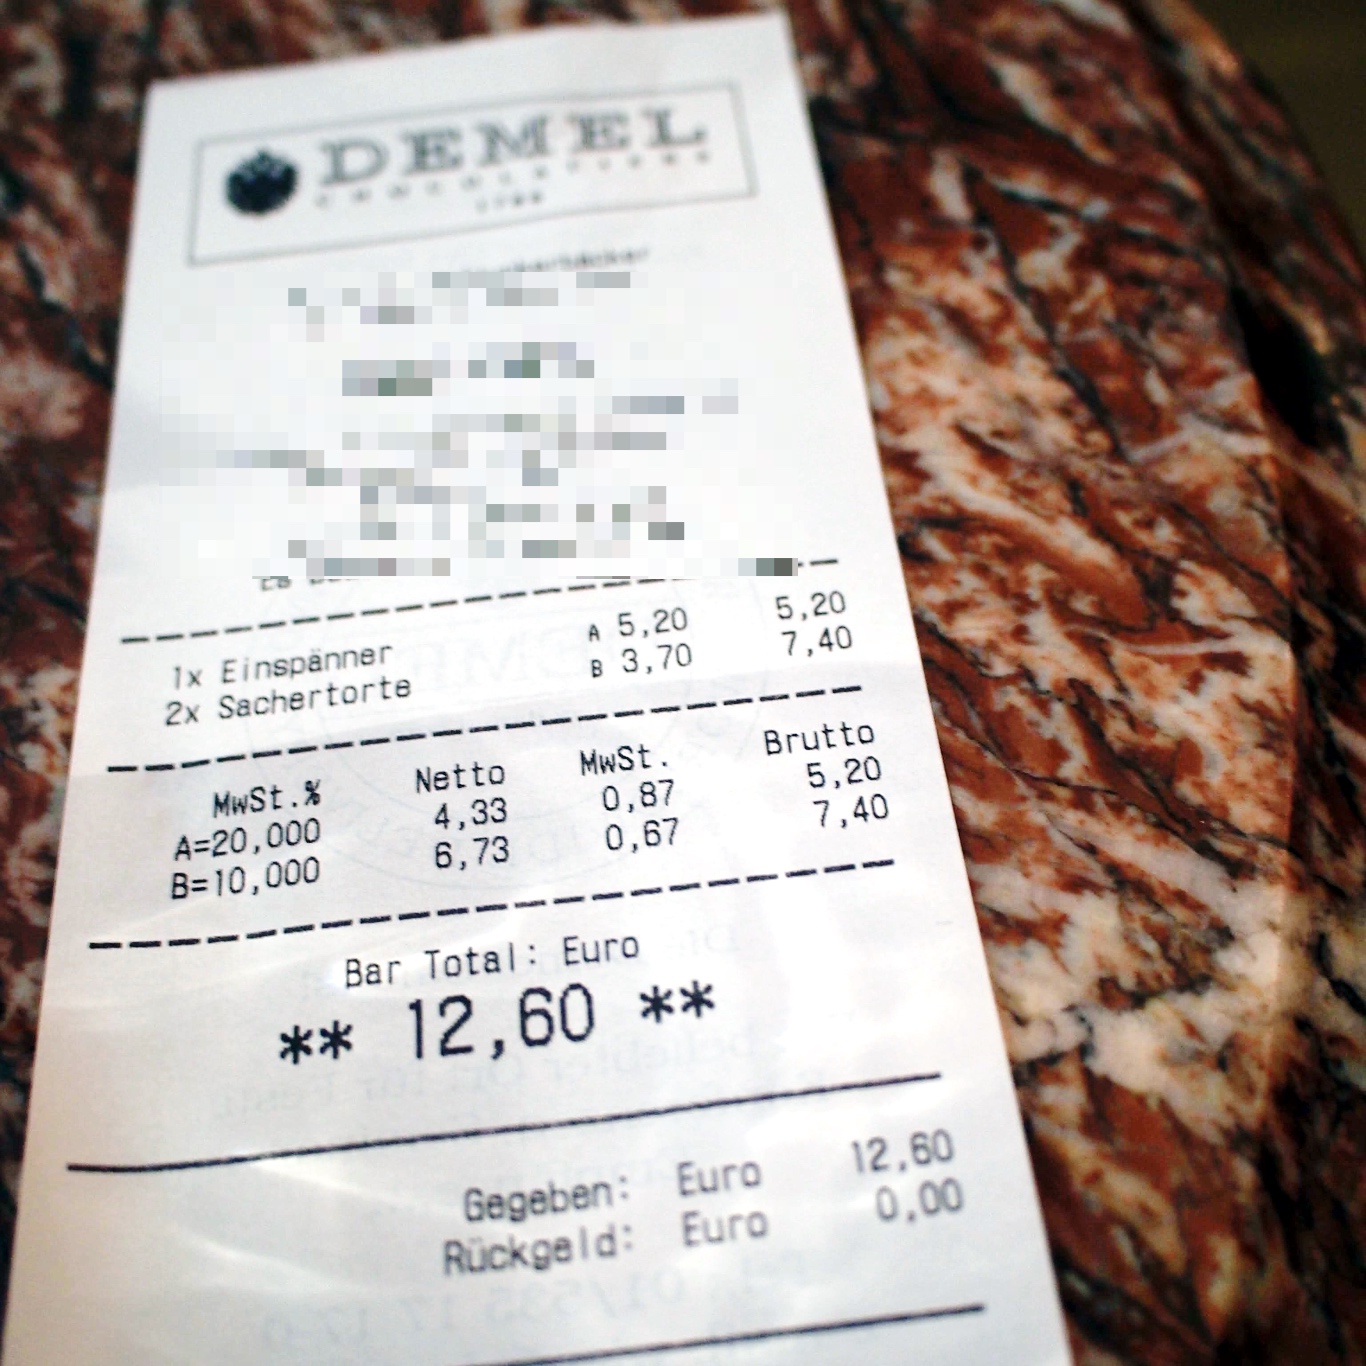 DEMEL
1x Einspänner A 5,20 5,20
2x Sachertorte B 3,70 7,40
MwSt.% Netto MwSt. Brutto
A=20,000 4,33 0,87 5,20
B=10,000 6,73 0,67 7,40
Bar Total: Euro
** 12,60 **
Gegeben: Euro 12,60
Rückgeld: Euro 0,00